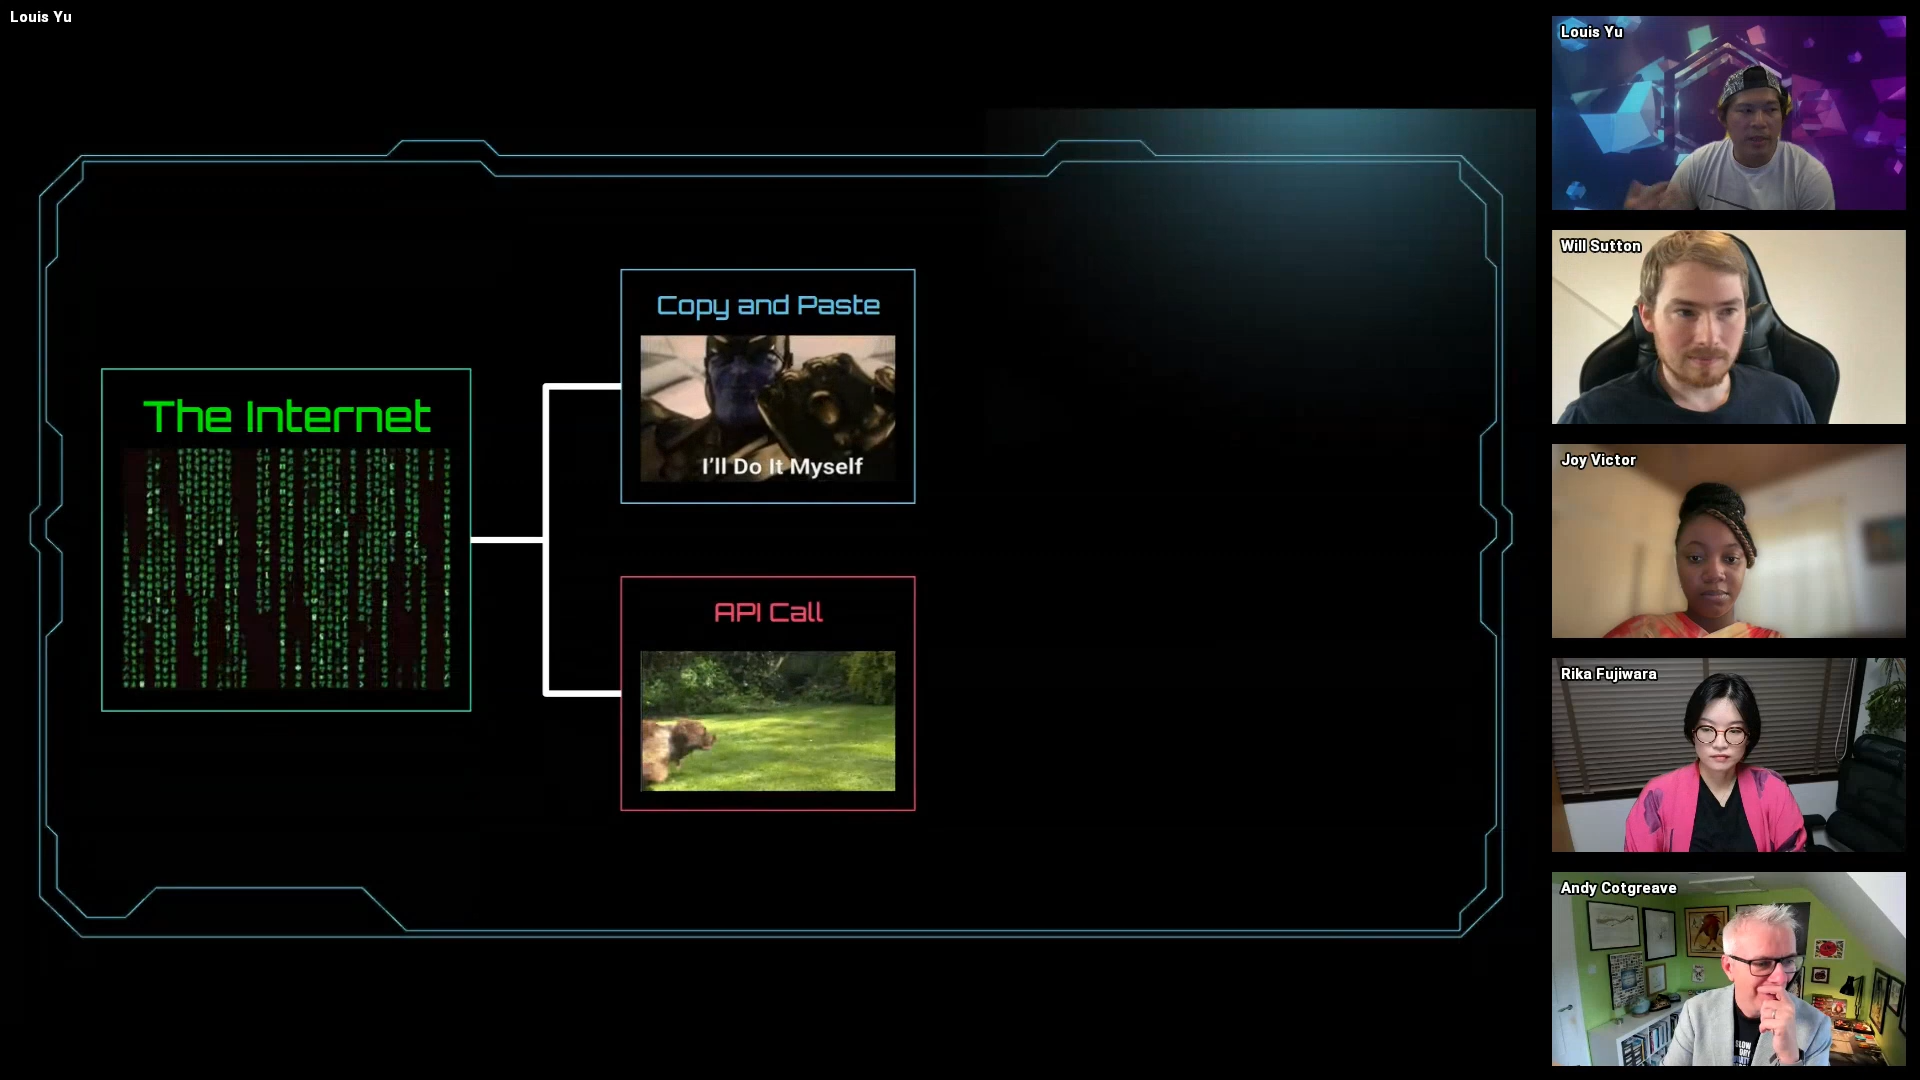 Louis Yu
The Internet
Copy and Paste
I'll Do It Myself
API Call
Louis Yu
Will Sutton
Joy Victor
Rika Fujiwara
Andy Cotgreave